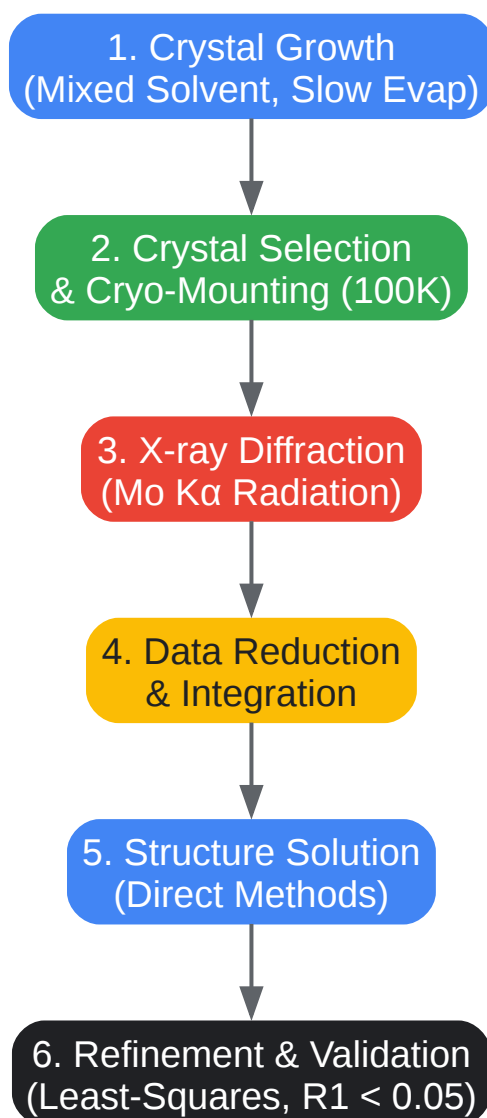 1. Crystal Growth
(Mixed Solvent, Slow Evap)
2. Crystal Selection
& Cryo-Mounting (100K)
3. X-ray Diffraction
(Mo Kα Radiation)
4. Data Reduction
& Integration
5. Structure Solution
(Direct Methods)
6. Refinement & Validation
(Least-Squares, R1 < 0.05)